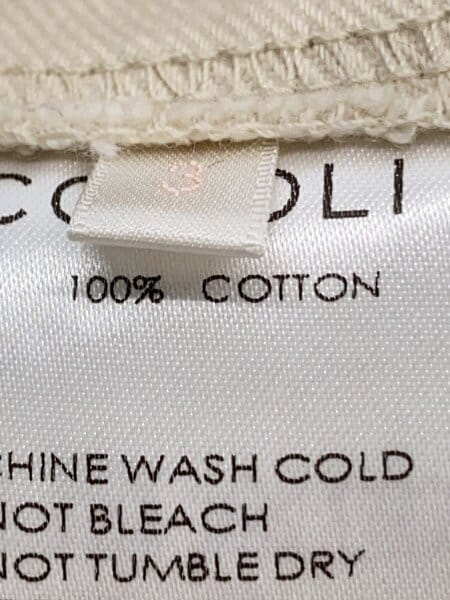 100% COTTON
CHINE WASH COLD
NOT BLEACH
NOT TUMBLE DRY